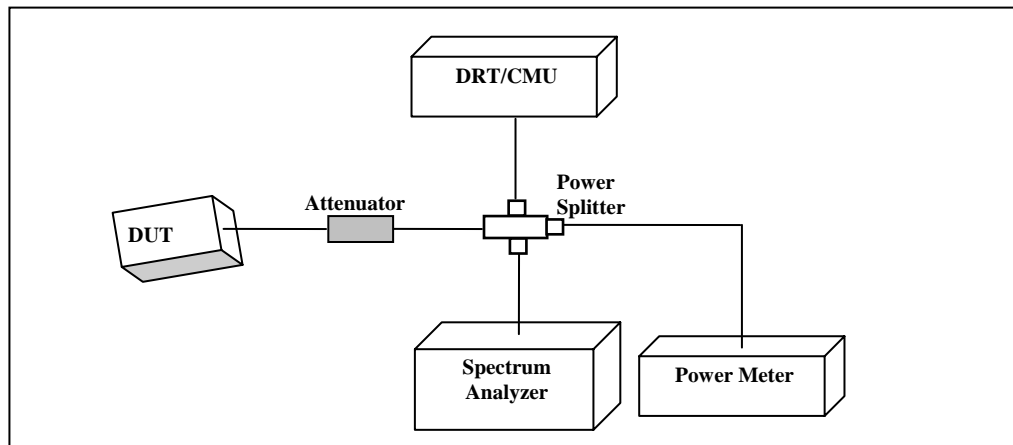 DRT/CMU
Power
Splitter
Attenuator
DUT
Spectrum
Analyzer
Power Meter